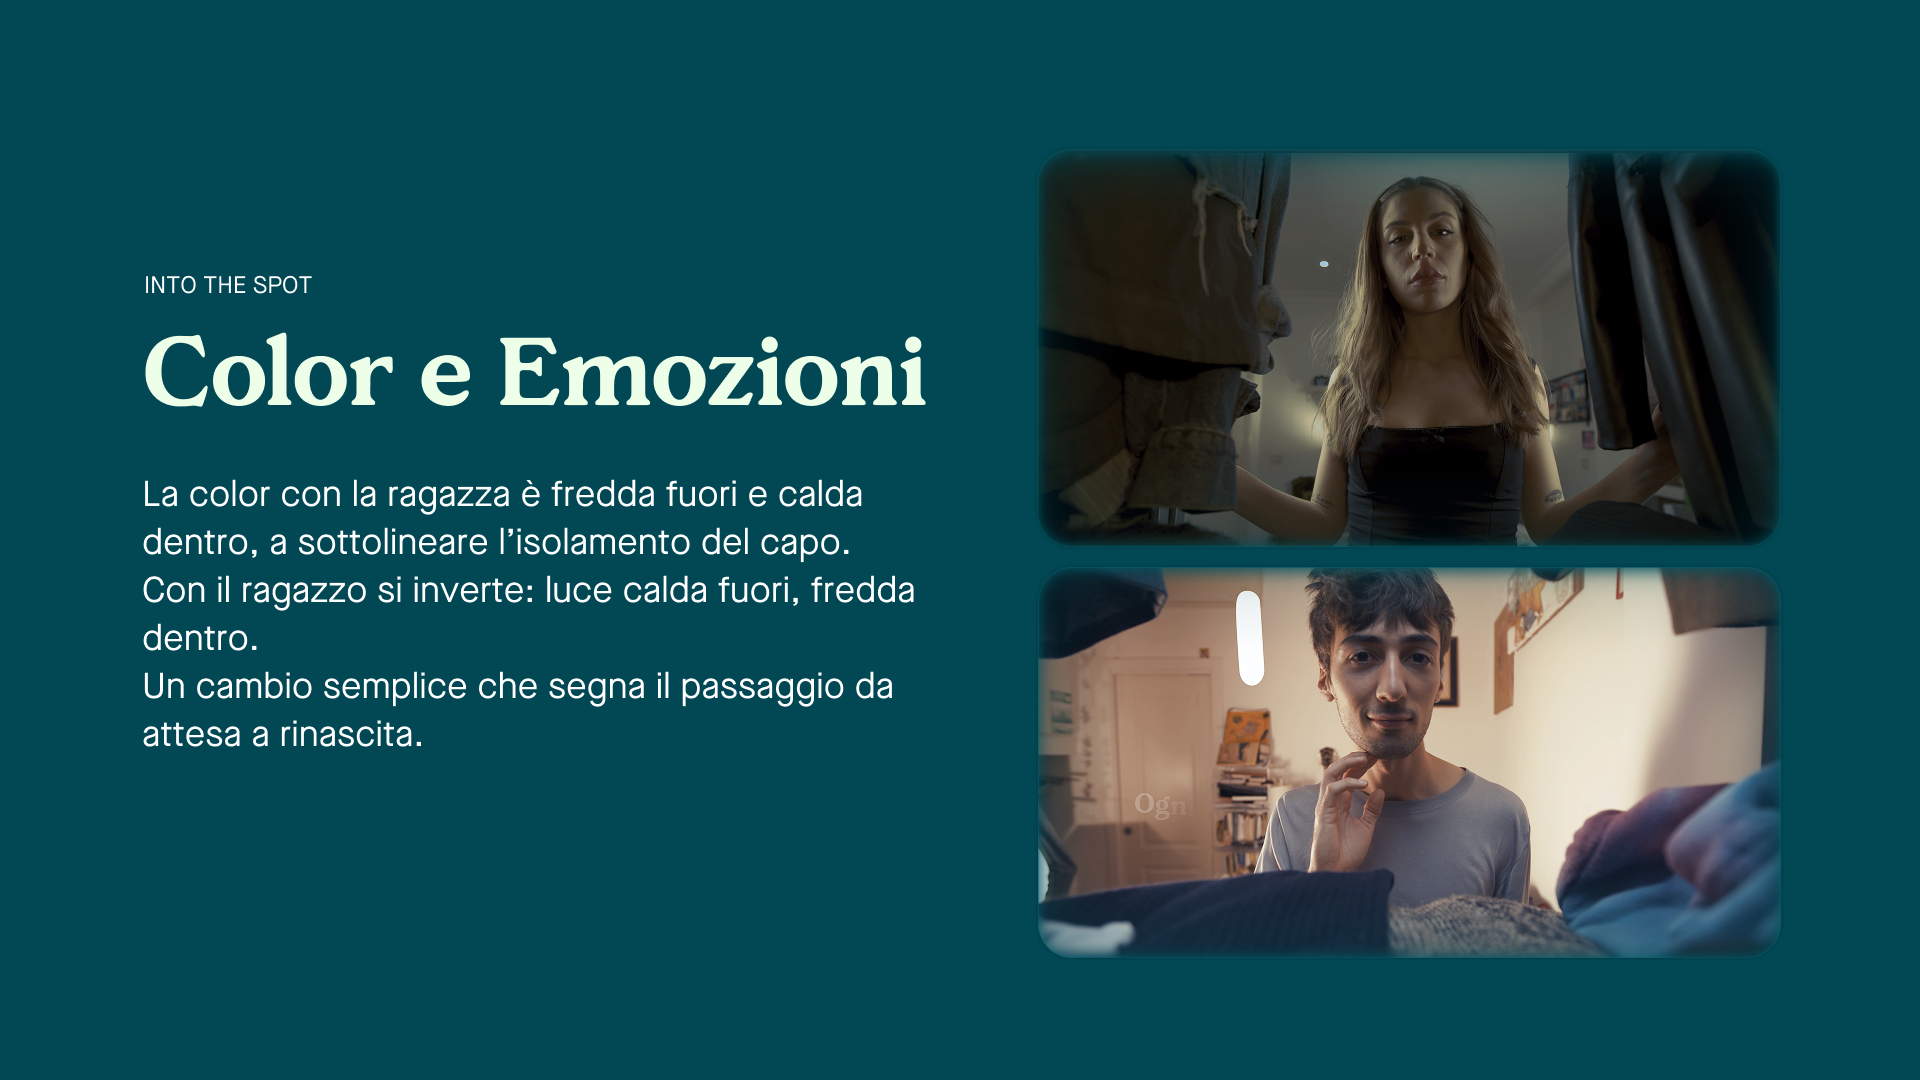 INTO THE SPOT
Color e Emozioni
La color con la ragazza è fredda fuori e calda
dentro, a sottolineare l’isolamento del capo.
Con il ragazzo si inverte: luce calda fuori, fredda
dentro.
Un cambio semplice che segna il passaggio da
attesa a rinascita.
Ogn